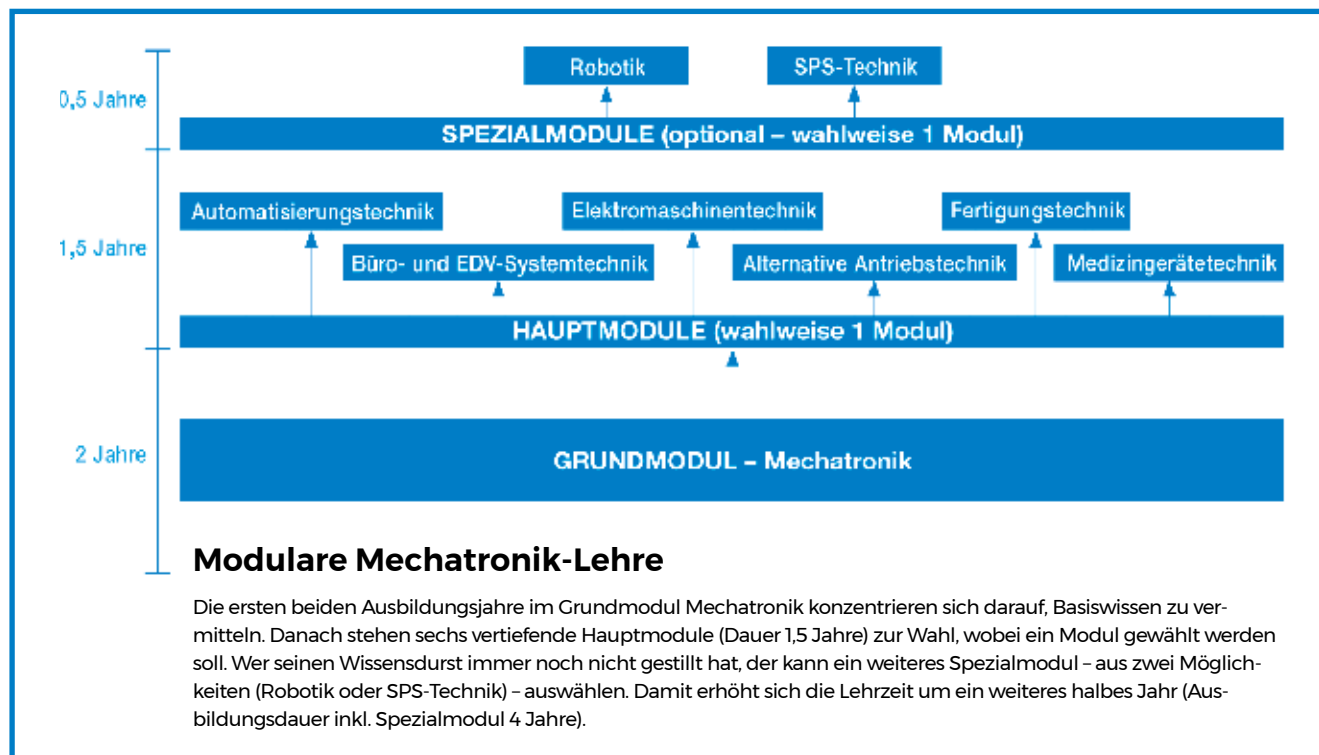 Robotik
SPS-Technik
0,5 Jahre
SPEZIALMODULE (optional – wahlweise 1 Modul)
Automatisierungstechnik
Elektromaschinentechnik
Fertigungstechnik
1,5 Jahre
Büro- und EDV-Systemtechnik
Alternative Antriebstechnik
Medizingerätetechnik
HAUPTMODULE (wahlweise 1 Modul)
2 Jahre
GRUNDMODUL – Mechatronik
Modulare Mechatronik-Lehre
Die ersten beiden Ausbildungsjahre im Grundmodul Mechatronik konzentrieren sich darauf, Basiswissen zu ver-
mitteln. Danach stehen sechs vertiefende Hauptmodule (Dauer 1,5 Jahre) zur Wahl, wobei ein Modul gewählt werden
soll. Wer seinen Wissensdurst immer noch nicht gestillt hat, der kann ein weiteres Spezialmodul – aus zwei Möglich-
keiten (Robotik oder SPS-Technik) – auswählen. Damit erhöht sich die Lehrzeit um ein weiteres halbes Jahr (Aus-
bildungsdauer inkl. Spezialmodul 4 Jahre).